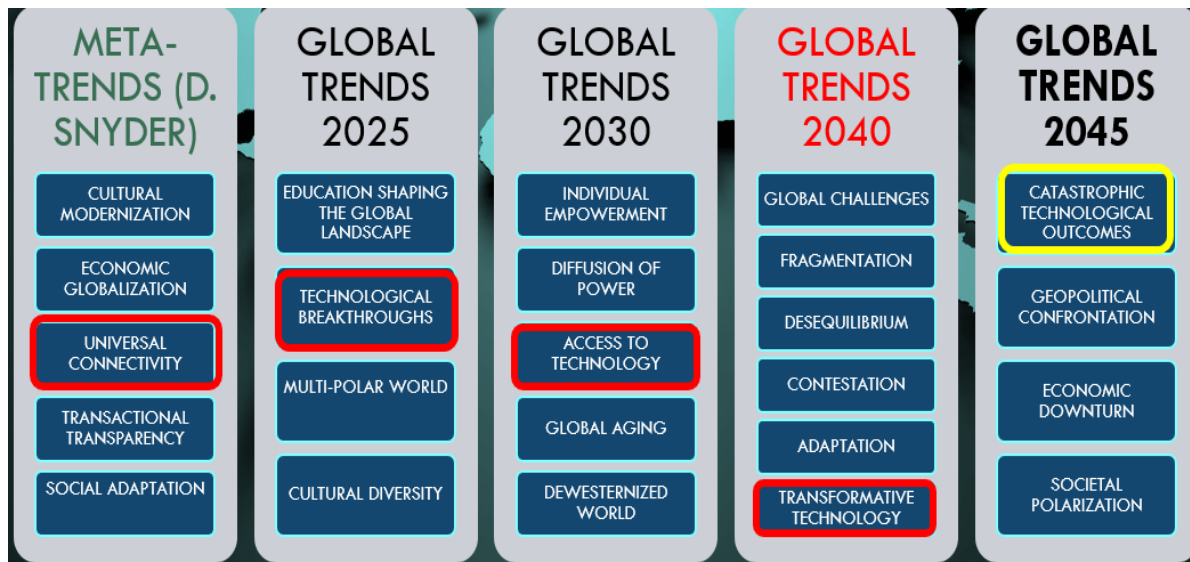 META-
TRENDS (D.
SNYDER)
CULTURAL
MODERNIZATION
ECONOMIC
GLOBALIZATION
UNIVERSAL
CONNECTIVITY
TRANSACTIONAL
TRANSPARENCY
SOCIAL ADAPTATION
GLOBAL
TRENDS
2025
EDUCATION SHAPING
THE GLOBAL
LANDSCAPE
TECHNOLOGICAL
BREAKTHROUGHS
MULTI-POLAR WORLD
CULTURAL DIVERSITY
GLOBAL
TRENDS
2030
INDIVIDUAL
EMPOWERMENT
DIFFUSION OF
POWER
ACCESS TO
TECHNOLOGY
GLOBAL AGING
DEWESTERNIZED
WORLD
GLOBAL
TRENDS
2040
GLOBAL CHALLENGES
FRAGMENTATION
DESEQUILIBRIUM
CONTESTATION
ADAPTATION
TRANSFORMATIVE
TECHNOLOGY
GLOBAL
TRENDS
2045
CATASTROPHIC
TECHNOLOGICAL
OUTCOMES
GEOPOLITICAL
CONFRONTATION
ECONOMIC
DOWNTURN
SOCIETAL
POLARIZATION